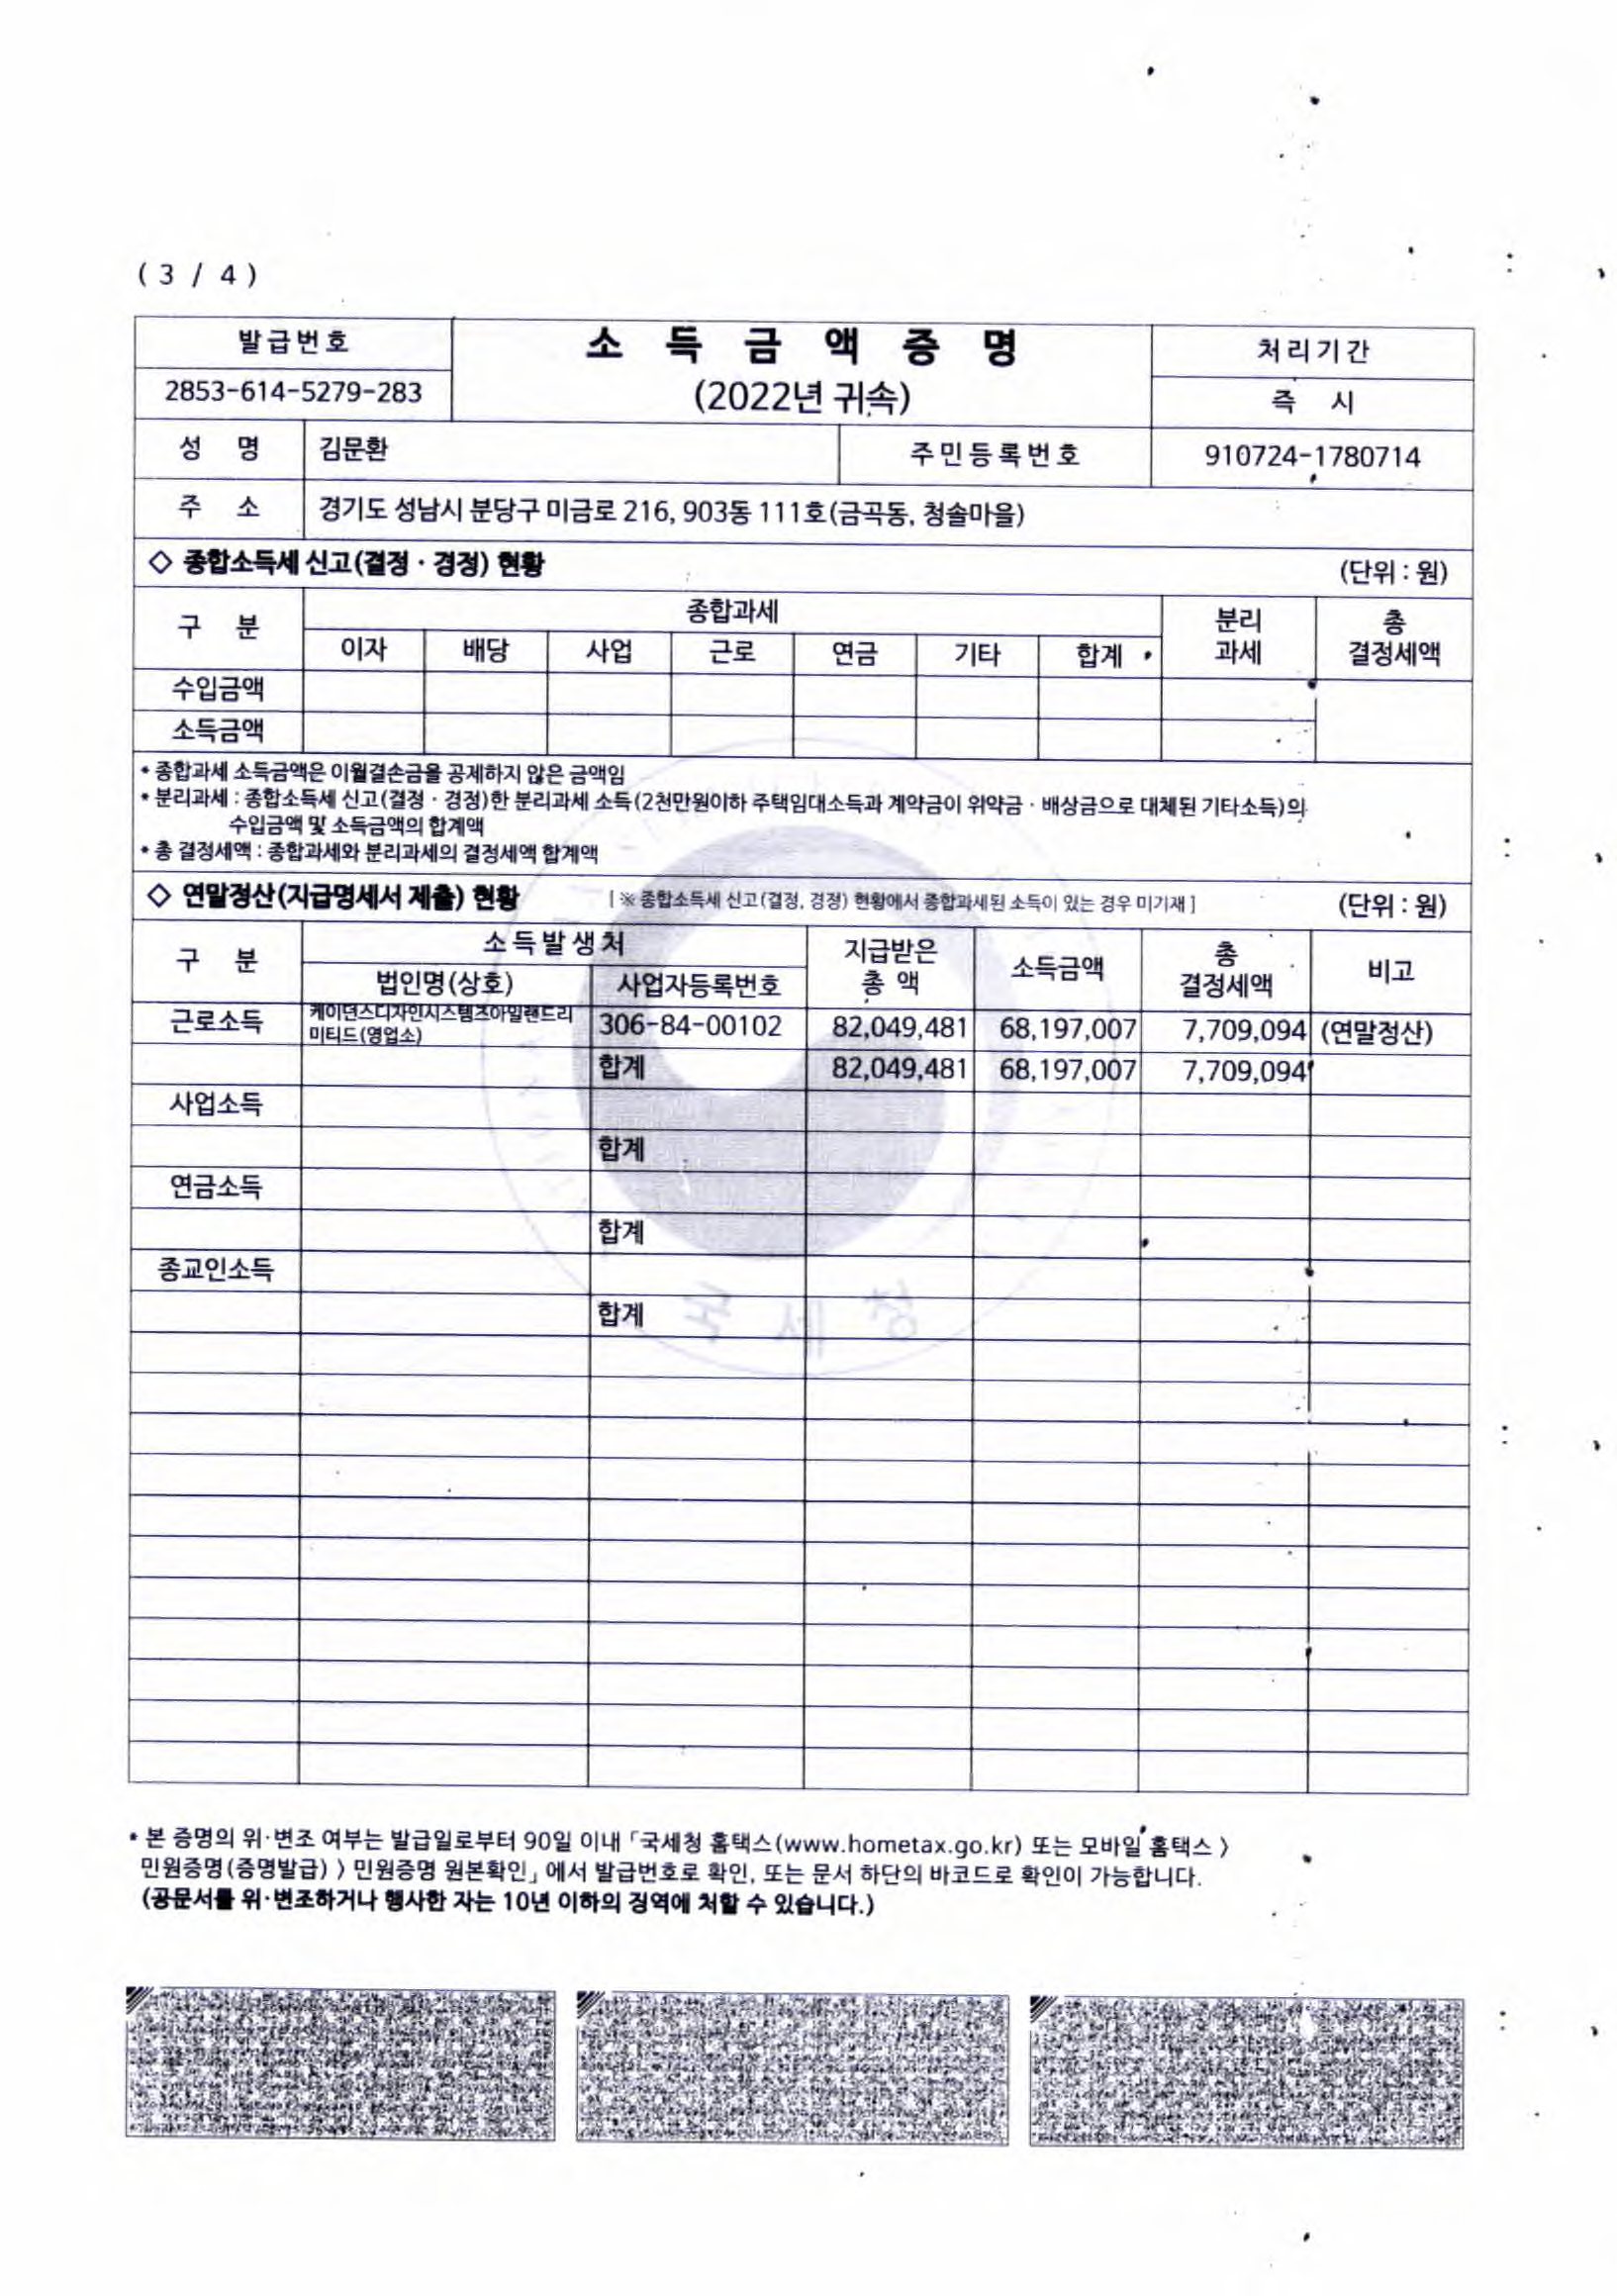 ( 3 / 4 )
발급번호
소 득 금 액 증 명
처리기간
2853-614-5279-283
(2022년 귀속)
즉 시
성 명 김문환 주민등록번호 910724-1780714
주 소 경기도 성남시 분당구 미금로 216, 903동 111호(금곡동, 청솔마을)
◇ 종합소득세 신고(결정 · 경정) 현황 (단위 : 원)
구 분 종합과세 분리 과세 총 결정세액
이자 배당 사업 근로 연금 기타 합계
수입금액
소득금액
* 종합과세 소득금액은 이월결손금을 공제하지 않은 금액임
* 분리과세 : 종합소득세 신고(결정 · 경정)한 분리과세 소득(2천만원이하 주택임대소득과 계약금이 위약금 · 배상금으로 대체된 기타소득)의
수입금액 및 소득금액의 합계액
* 총 결정세액 : 종합과세와 분리과세의 결정세액 합계액
◇ 연말정산(지급명세서 제출) 현황 [ ※ 종합소득세 신고(결정, 경정) 현황에서 종합과세된 소득이 있는 경우 미기재 ] (단위 : 원)
구 분 소득발생처 지급받은 총 액 소득금액 총 결정세액 비고
법인명(상호) 사업자등록번호
근로소득 케이던스디자인시스템즈아일랜드리
미티드(영업소) 306-84-00102 82,049,481 68,197,007 7,709,094 (연말정산)
합계 82,049,481 68,197,007 7,709,094
사업소득
합계
연금소득
합계
종교인소득
합계
국 세 청
* 본 증명의 위·변조 여부는 발급일로부터 90일 이내「국세청 홈택스(www.hometax.go.kr) 또는 모바일 홈택스 〉
민원증명(증명발급) 〉 민원증명 원본확인」에서 발급번호로 확인, 또는 문서 하단의 바코드로 확인이 가능합니다.
(공문서를 위·변조하거나 행사한 자는 10년 이하의 징역에 처할 수 있습니다.)